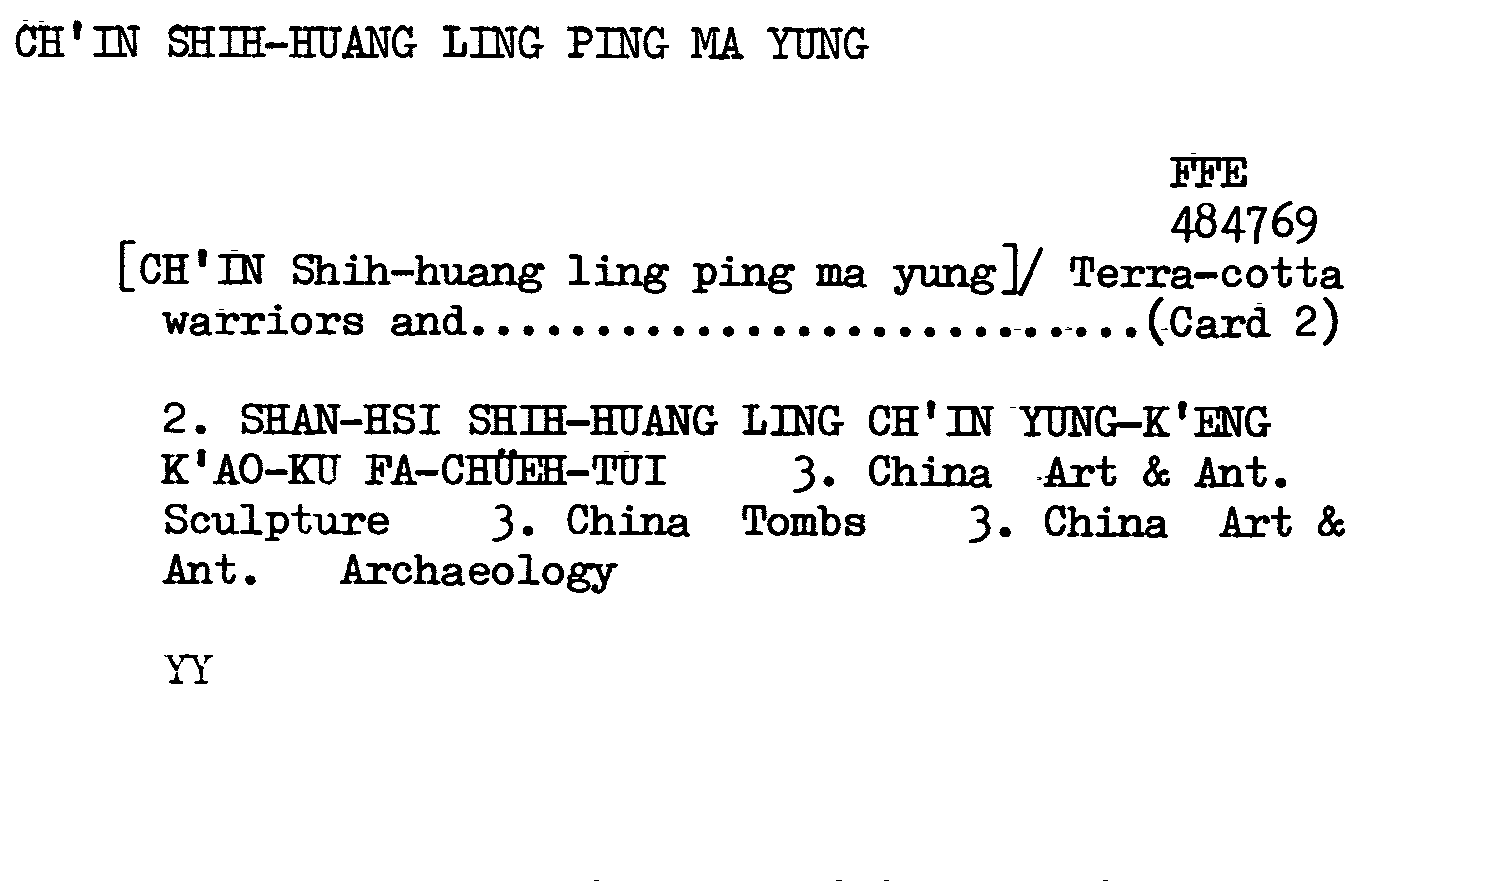 CH'IN SHIH-HUANG LING PING MA YUNG
FFE
484769
[CH'IN Shih-huang ling ping ma yung]/ Terra-cotta
warriors and...........................(Card 2)
2. SHAN-HSI SHIH-HUANG LING CH'IN YUNG-K'ENG
K'AO-KU FA-CHÜEH-TUI 3. China Art & Ant.
Sculpture 3. China Tombs 3. China Art &
Ant. Archaeology
YY